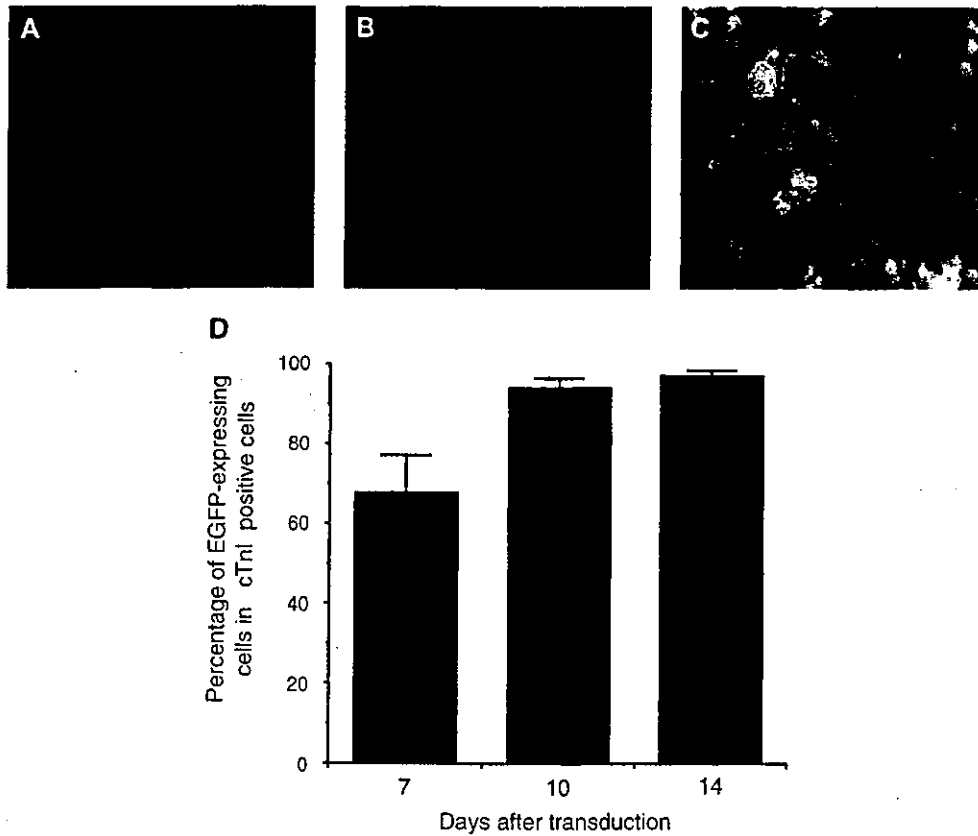 A
B
C
D
Percentage of EGFP-expressing
cells in cTnI positive cells
100
80
60
40
20
0
7
10
14
Days after transduction